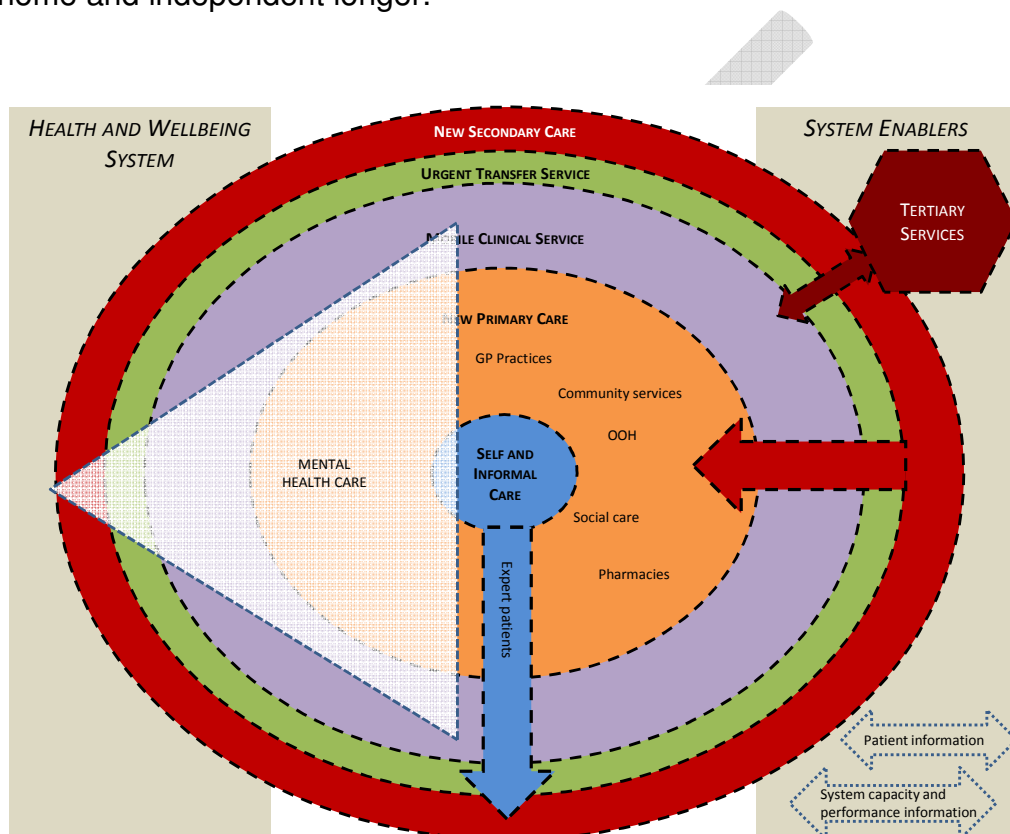 home and independent longer.
HEALTH AND WELLBEING
SYSTEM
SYSTEM ENABLERS
NEW SECONDARY CARE
URGENT TRANSFER SERVICE
TERTIARY
SERVICES
MOBILE CLINICAL SERVICE
NEW PRIMARY CARE
GP Practices
Community services
OOH
SELF AND
INFORMAL
CARE
MENTAL
HEALTH CARE
Social care
Pharmacies
Expert patients
Patient information
System capacity and
performance information